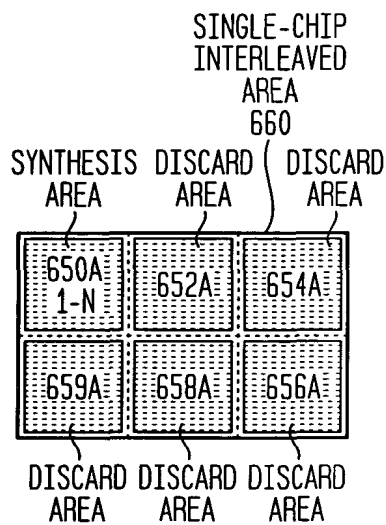 SINGLE-CHIP
INTERLEAVED
AREA
660
SYNTHESIS
AREA
DISCARD
AREA
DISCARD
AREA
650A
1-N
652A
654A
659A
658A
656A
DISCARD
AREA
DISCARD
AREA
DISCARD
AREA